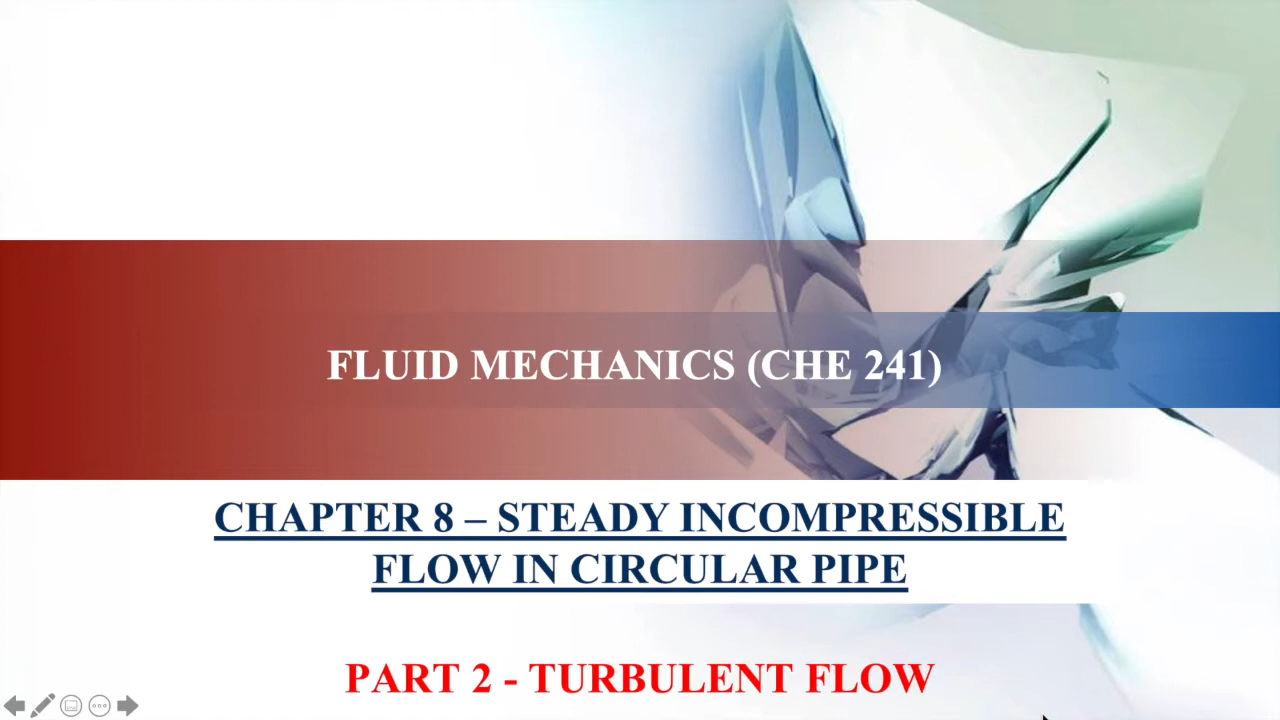 FLUID MECHANICS (CHE 241)
CHAPTER 8 – STEADY INCOMPRESSIBLE
FLOW IN CIRCULAR PIPE
PART 2 - TURBULENT FLOW